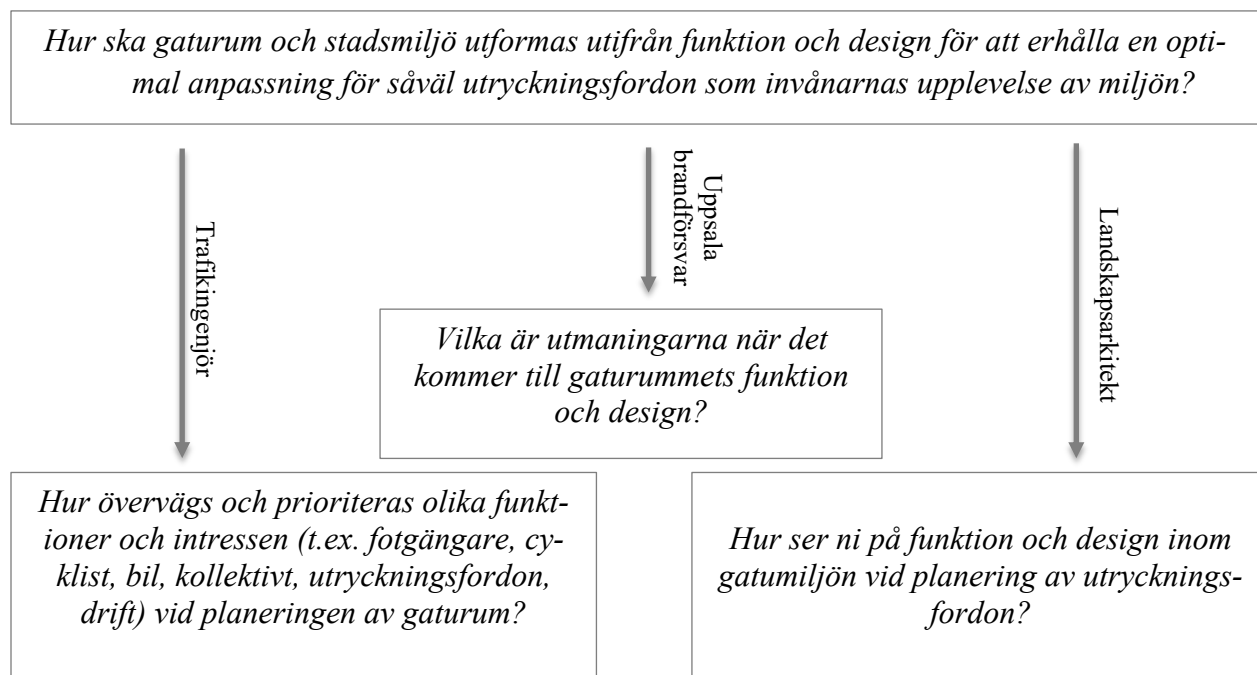 Hur ska gaturum och stadsmiljö utformas utifrån funktion och design för att erhålla en opti-
mal anpassning för såväl utryckningsfordon som invånarnas upplevelse av miljön?
Trafikingenjör
Uppsala
brandförsvar
Landskapsarkitekt
Vilka är utmaningarna när det
kommer till gaturummets funktion
och design?
Hur övervägs och prioriteras olika funkt-
ioner och intressen (t.ex. fotgängare, cy-
klist, bil, kollektivt, utryckningsfordon,
drift) vid planeringen av gaturum?
Hur ser ni på funktion och design inom
gatumiljön vid planering av utrycknings-
fordon?